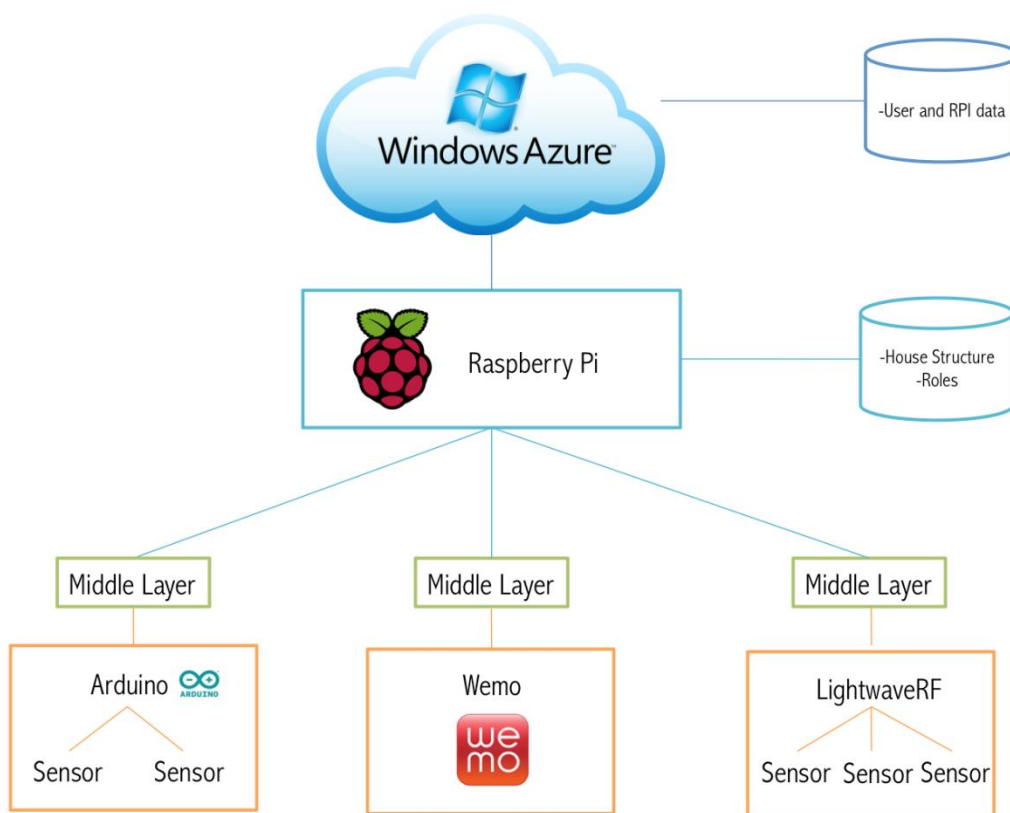 Windows Azure™
-User and RPI data
Raspberry Pi
-House Structure
-Roles
Middle Layer
Middle Layer
Middle Layer
Arduino
ARDUINO
Sensor
Sensor
Wemo
we
mo
LightwaveRF
Sensor
Sensor
Sensor